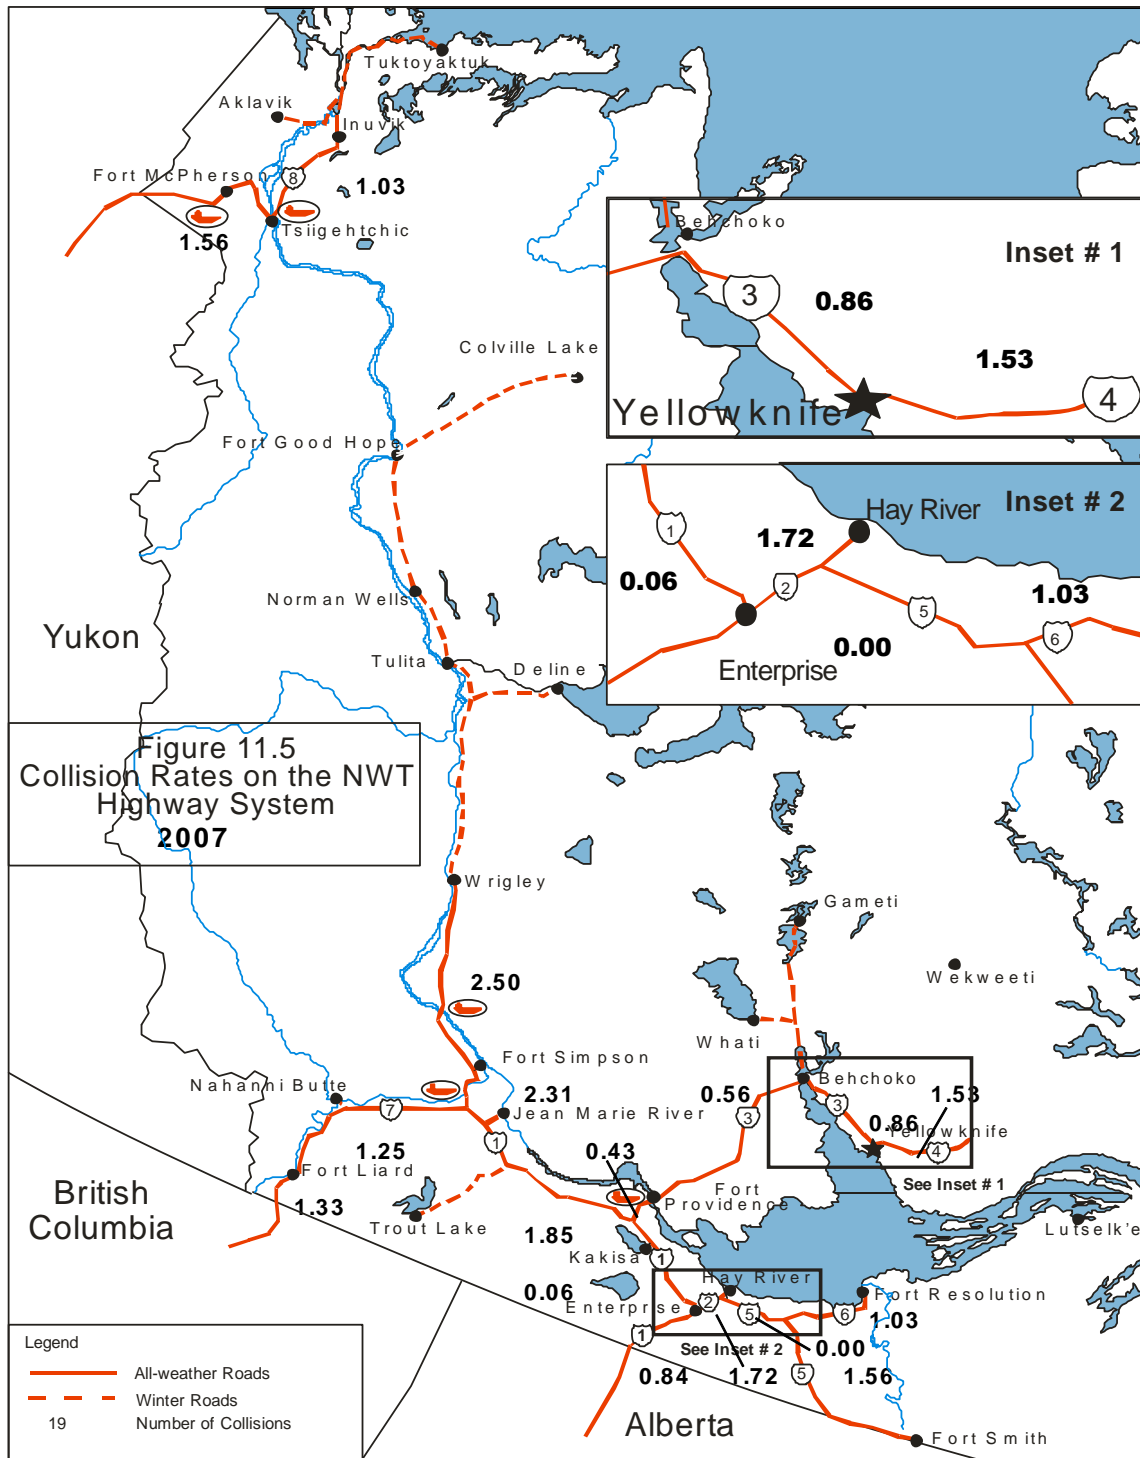 Tuktoyaktuk
Aklavik
Inuvik
Fort McPherson
8
1.03
Tsiigehtchic
1.56
Behchoko
Inset # 1
3
0.86
1.53
4
Yellowknife
Colville Lake
Fort Good Hope
Hay River
Inset # 2
1
1.72
0.06
2
1.03
5
6
0.00
Enterprise
Norman Wells
Yukon
Tulita
Deline
Figure 11.5
Collision Rates on the NWT
Highway System
2007
Wrigley
Gameti
Wekweeti
2.50
Whati
Fort Simpson
Nahanni Butte
Behchoko
2.31
0.56
1.53
7
Jean Marie River
3
3
0.86
Yellowknife
1
0.43
4
1.25
Fort Liard
See Inset # 1
British
Columbia
1.33
Fort
Providence
Trout Lake
Lutselk'e
1.85
Kakisa
1
0.06
Hay River
Fort Resolution
Enterprise
2
5
6
1.03
1
See Inset # 2
0.00
0.84
1.72
5
1.56
Legend
All-weather Roads
Winter Roads
19 Number of Collisions
Alberta
Fort Smith